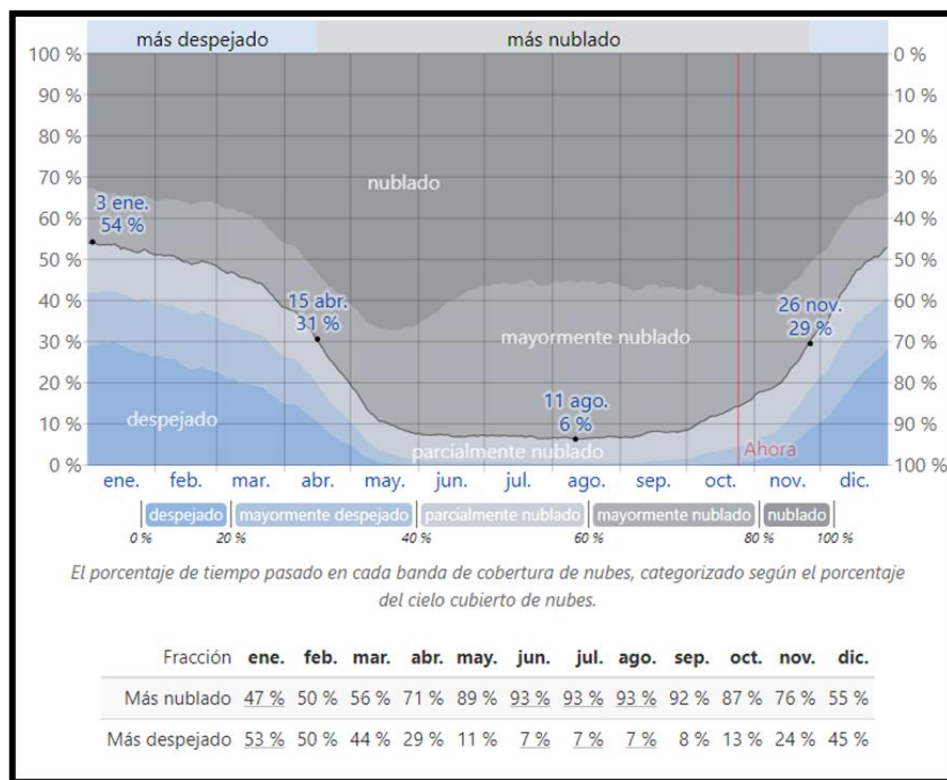 más despejado más nublado
100 % 0 %
90 % 10 %
80 % 20 %
70 % nublado 30 %
3 ene.
60 % 40 %
54 %
50 % 50 %
15 abr. 26 nov.
40 % 60 %
31 % 29 %
30 % mayormente nublado 70 %
20 % 11 ago. 80 %
6 %
despejado
10 % 90 %
parcialmente nublado Ahora
0 % 100 %
ene. feb. mar. abr. may. jun. jul. ago. sep. oct. nov. dic.
despejado mayormente despejado parcialmente nublado mayormente nublado nublado
0 % 20 % 40 % 60 % 80 % 100 %
El porcentaje de tiempo pasado en cada banda de cobertura de nubes, categorizado según el porcentaje
del cielo cubierto de nubes.
Fracción ene. feb. mar. abr. may. jun. jul. ago. sep. oct. nov. dic.
Más nublado 47 % 50 % 56 % 71 % 89 % 93 % 93 % 93 % 92 % 87 % 76 % 55 %
Más despejado 53 % 50 % 44 % 29 % 11 % 7 % 7 % 7 % 8 % 13 % 24 % 45 %